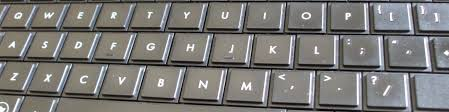 Q W E R T Y U I O P { [ } ]
A S D F G H J K L : ; " '
Z X C V B N M < , > . ? /